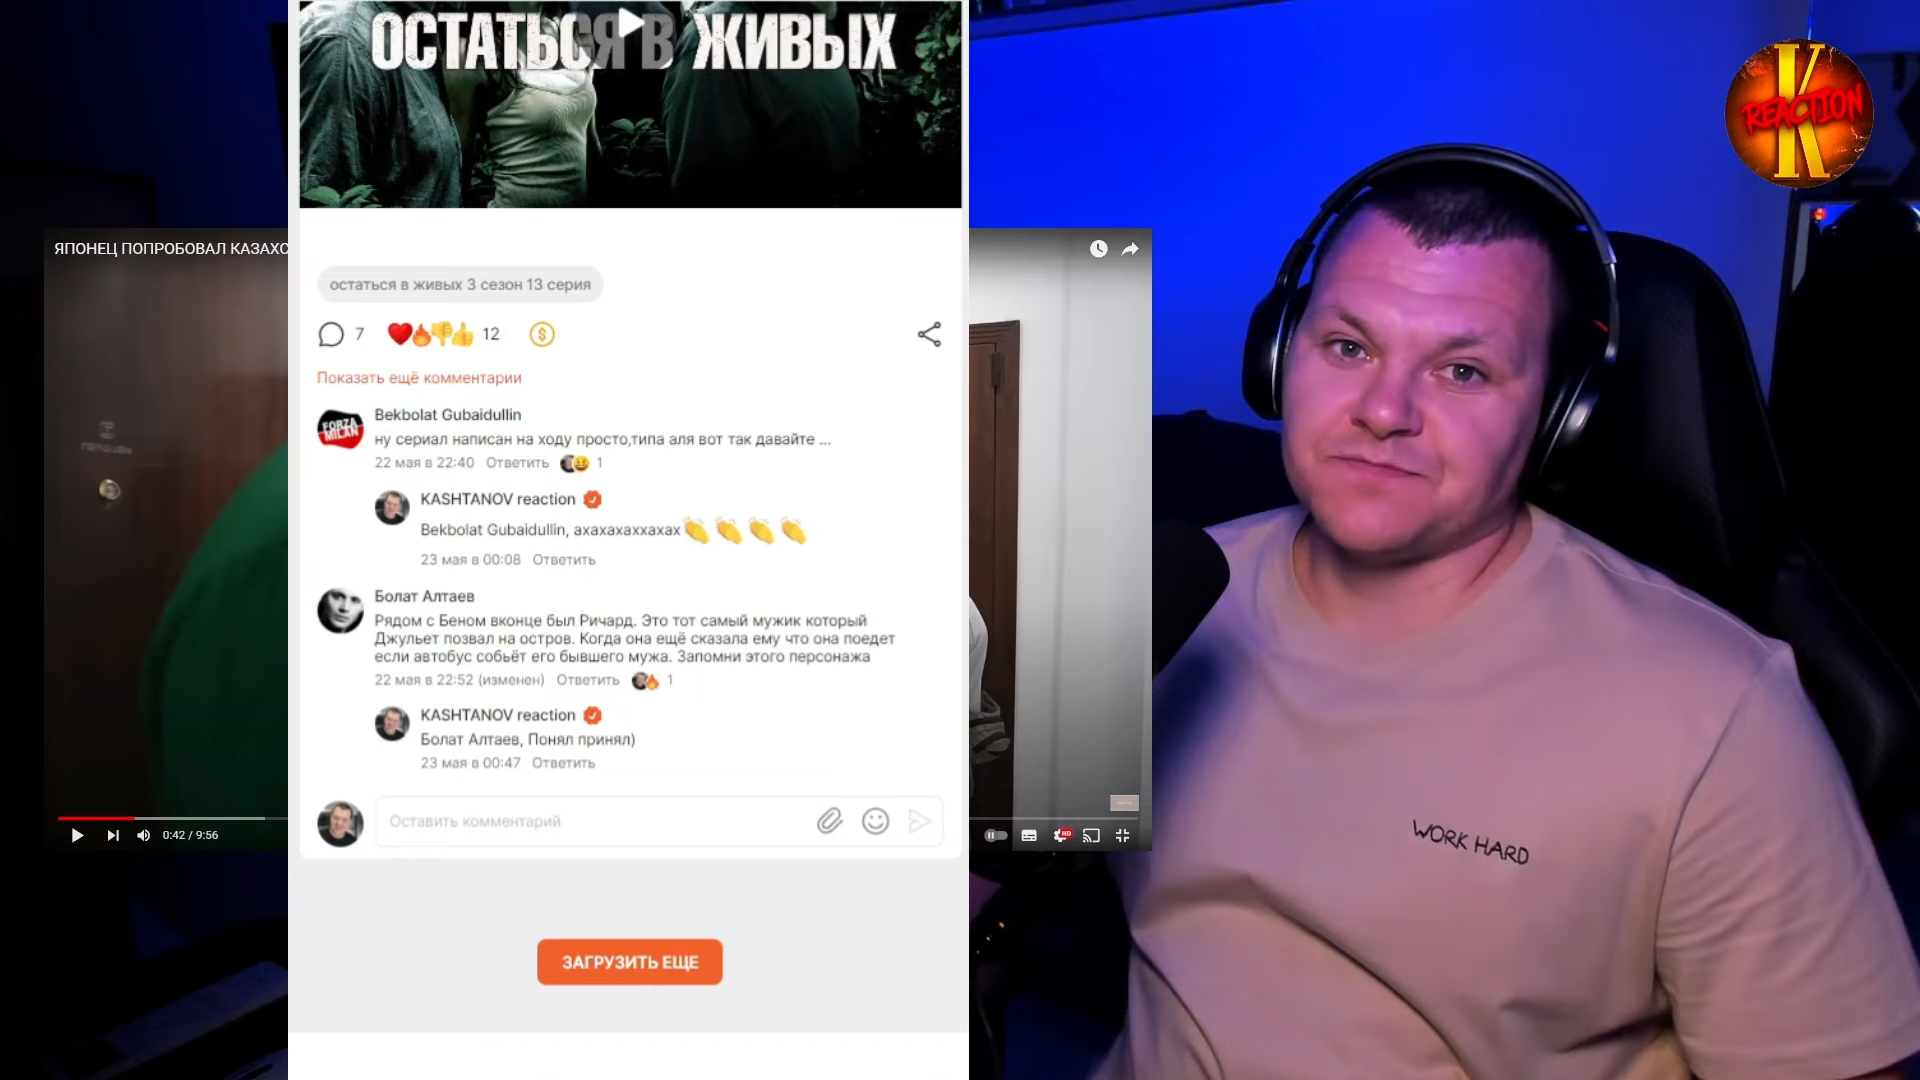 ОСТАТЬСЯ В ЖИВЫХ
K
REACTION
ЯПОНЕЦ ПОПРОБОВАЛ КАЗАХС
остаться в живых 3 сезон 13 серия
7
12
$
Показать ещё комментарии
FORZA
MILAN
Bekbolat Gubaidullin
ну сериал написан на ходу просто,типа аля вот так давайте ...
22 мая в 22:40 Ответить 1
KASHTANOV reaction
Bekbolat Gubaidullin, ахахахаххахах
23 мая в 00:08 Ответить
Болат Алтаев
Рядом с Беном вконце был Ричард. Это тот самый мужик который
Джульет позвал на остров. Когда она ещё сказала ему что она поедет
если автобус собьёт его бывшего мужа. Запомни этого персонажа
22 мая в 22:52 (изменен) Ответить 1
KASHTANOV reaction
Болат Алтаев, Понял принял)
23 мая в 00:47 Ответить
Оставить комментарий
0:42 / 9:56
HD
ЗАГРУЗИТЬ ЕЩЕ
WORK HARD